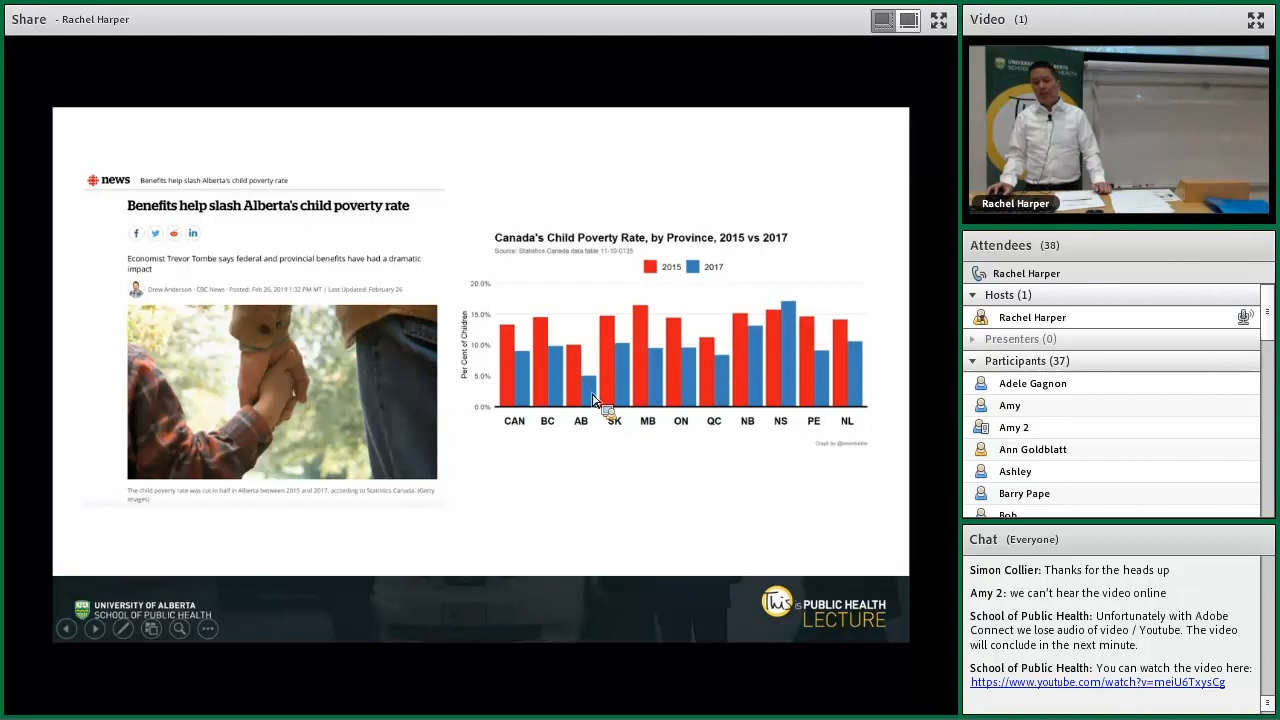 Share - Rachel Harper
news Benefits help slash Alberta's child poverty rate
Benefits help slash Alberta's child poverty rate
Economist Trevor Tombe says federal and provincial benefits have had a dramatic
impact
Drew Anderson · CBC News · Posted: Feb 26, 2019 1:32 PM MT | Last Updated: February 26
The child poverty rate was cut in half in Alberta between 2015 and 2017, according to Statistics Canada. (Getty
Images)
Canada's Child Poverty Rate, by Province, 2015 vs 2017
Source: Statistics Canada data table 11-10-0135
2015 2017
Per Cent of Children
20.0%
15.0%
10.0%
5.0%
0.0%
CAN BC AB SK MB ON QC NB NS PE NL
UNIVERSITY OF ALBERTA
SCHOOL OF PUBLIC HEALTH
This IS PUBLIC HEALTH
LECTURE
Video (1)
UNIVERSITY OF ALBERTA
SCHOOL OF PUBLIC HEALTH
Rachel Harper
Attendees (38)
Rachel Harper
Hosts (1)
Rachel Harper
Presenters (0)
Participants (37)
Adele Gagnon
Amy
Amy 2
Ann Goldblatt
Ashley
Barry Pape
Bob
Chat (Everyone)
Simon Collier: Thanks for the heads up
Amy 2: we can't hear the video online
School of Public Health: Unfortunately with Adobe
Connect we lose audio of video / Youtube. The video
will conclude in the next minute.
School of Public Health: You can watch the video here:
https://www.youtube.com/watch?v=meiU6TxysCg